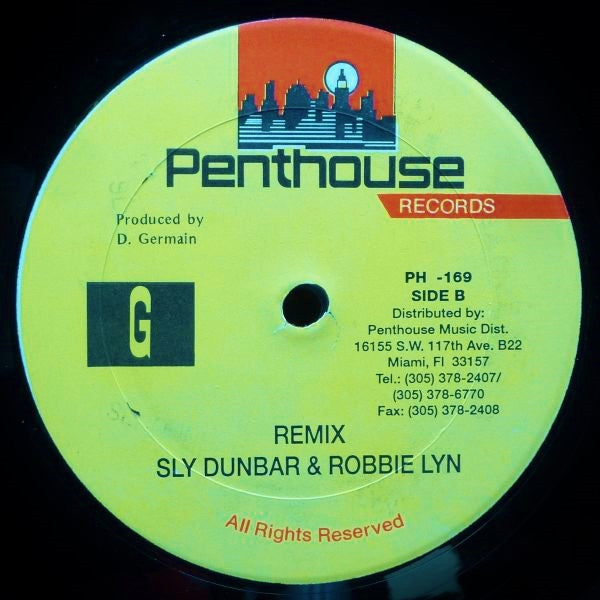 Penthouse
RECORDS
Produced by
D. Germain
G
PH -169
SIDE B
Distributed by:
Penthouse Music Dist.
16155 S.W. 117th Ave. B22
Miami, Fl 33157
Tel.: (305) 378-2407/
(305) 378-6770
Fax: (305) 378-2408
REMIX
SLY DUNBAR & ROBBIE LYN
All Rights Reserved